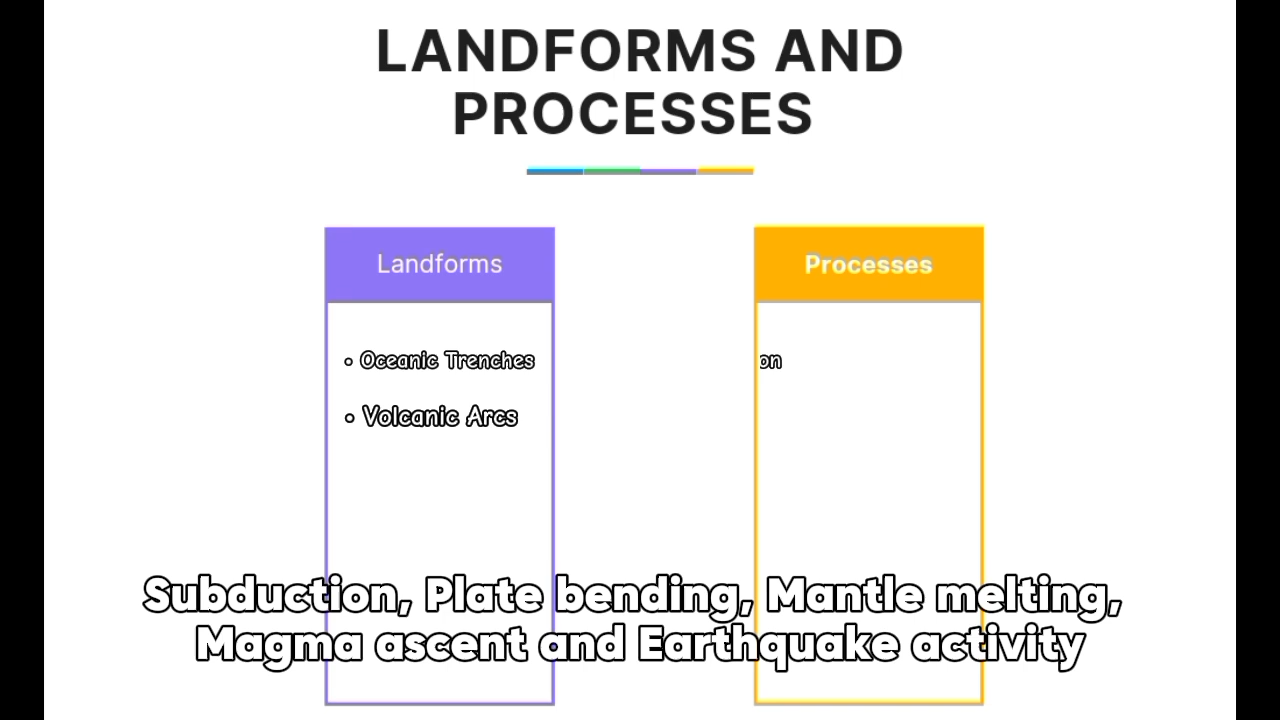 LANDFORMS AND
PROCESSES
Landforms
Processes
• Oceanic Trenches
on
• Volcanic Arcs
Subduction, Plate bending, Mantle melting,
Magma ascent and Earthquake activity